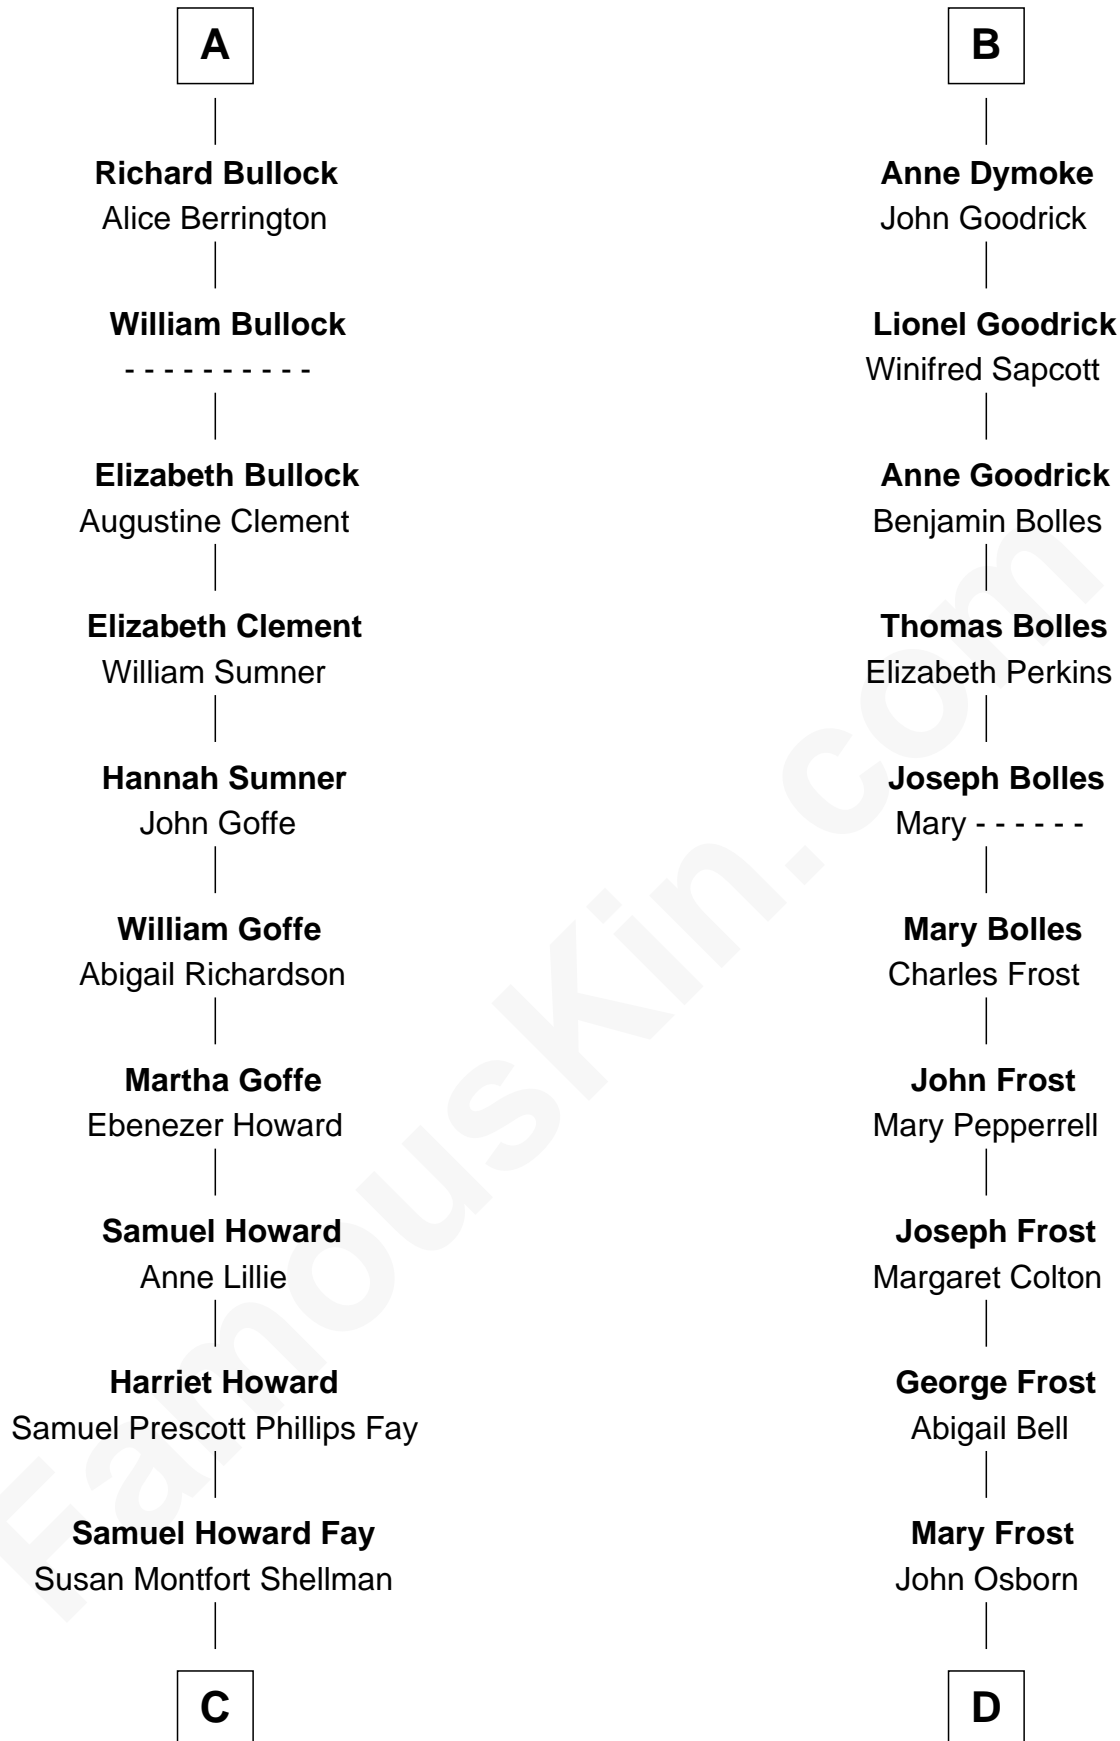 A
Richard Bullock
Alice Berrington
William Bullock
- - - - - - - - - -
Elizabeth Bullock
Augustine Clement
Elizabeth Clement
William Sumner
Hannah Sumner
John Goffe
William Goffe
Abigail Richardson
Martha Goffe
Ebenezer Howard
Samuel Howard
Anne Lillie
Harriet Howard
Samuel Prescott Phillips Fay
Samuel Howard Fay
Susan Montfort Shellman
C
B
Anne Dymoke
John Goodrick
Lionel Goodrick
Winifred Sapcott
Anne Goodrick
Benjamin Bolles
Thomas Bolles
Elizabeth Perkins
Joseph Bolles
Mary - - - - - -
Mary Bolles
Charles Frost
John Frost
Mary Pepperrell
Joseph Frost
Margaret Colton
George Frost
Abigail Bell
Mary Frost
John Osborn
D
FamousKin.com